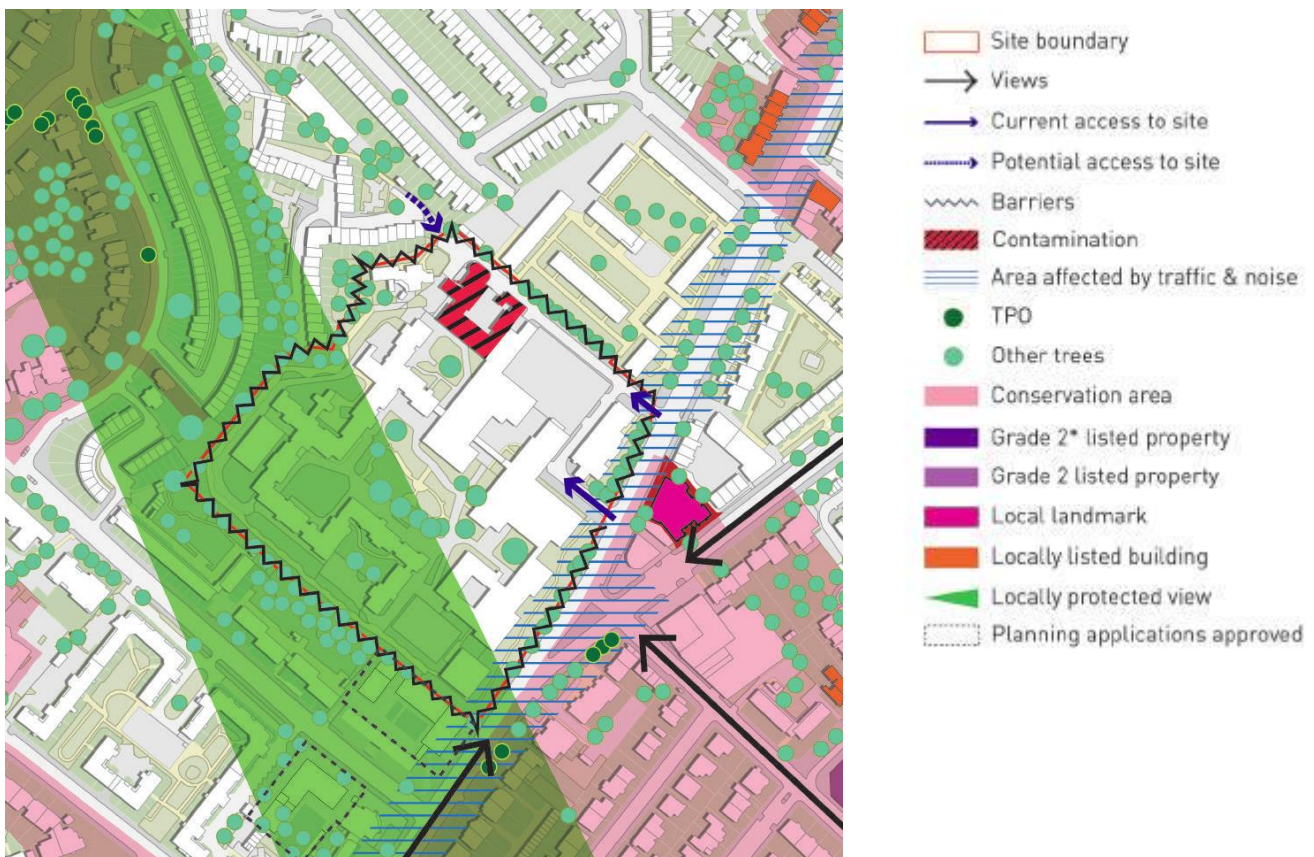 Site boundary
Views
Current access to site
Potential access to site
Barriers
Contamination
Area affected by traffic & noise
TPO
Other trees
Conservation area
Grade 2* listed property
Grade 2 listed property
Local landmark
Locally listed building
Locally protected view
Planning applications approved